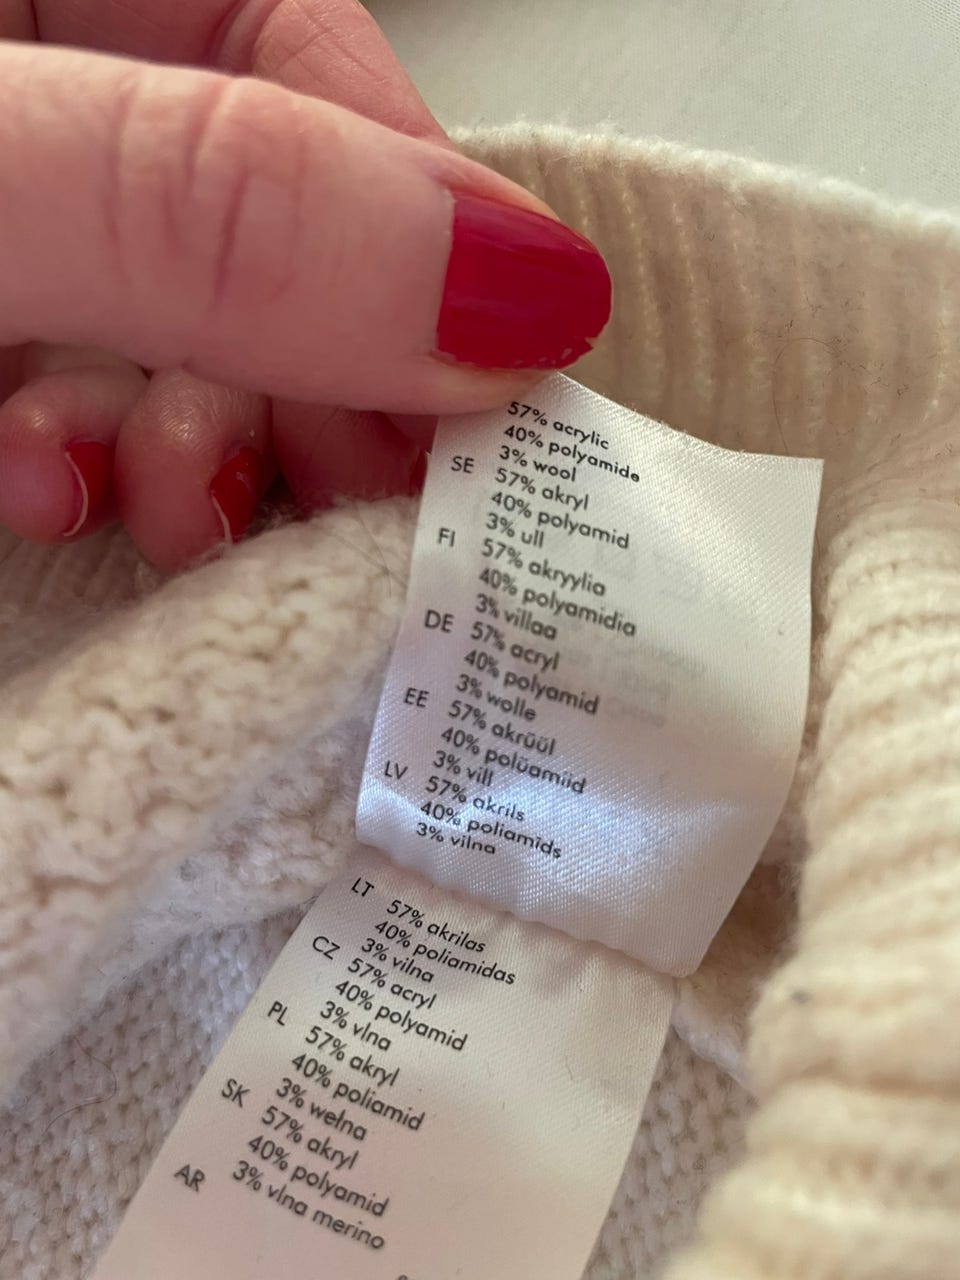 57% acrylic
40% polyamide
3% wool
SE 57% akryl
40% polyamid
3% ull
FI 57% akryylia
40% polyamidia
3% villaa
DE 57% acryl
40% polyamid
3% wolle
EE 57% akrüül
40% polüamiid
3% vill
LV 57% akrils
40% poliamīds
3% vilna
LT 57% akrilas
40% poliamidas
3% vilna
CZ 57% acryl
40% polyamid
3% vlna
PL 57% akryl
40% poliamid
3% wełna
SK 57% akryl
40% polyamid
3% vlna merino
AR